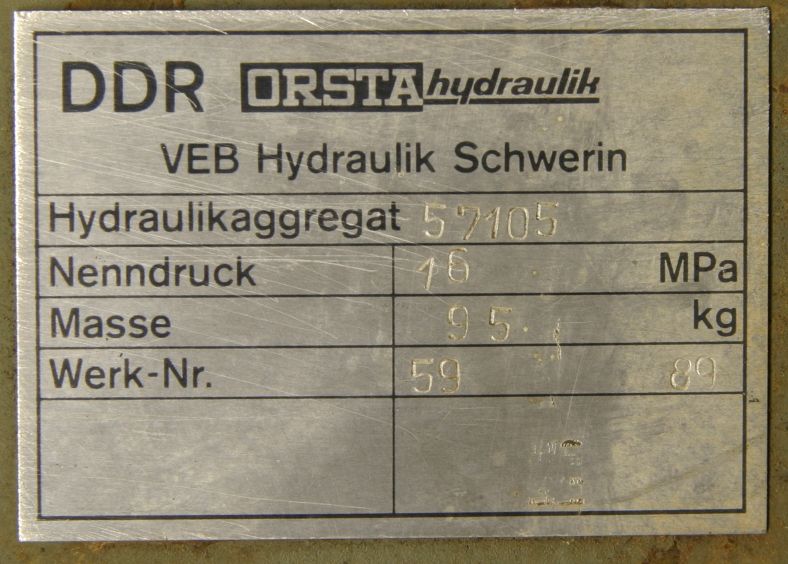 DDR ORSTA hydraulik
VEB Hydraulik Schwerin
Hydraulikaggregat 57105
Nenndruck 16 MPa
Masse 95 kg
Werk-Nr. 59 89